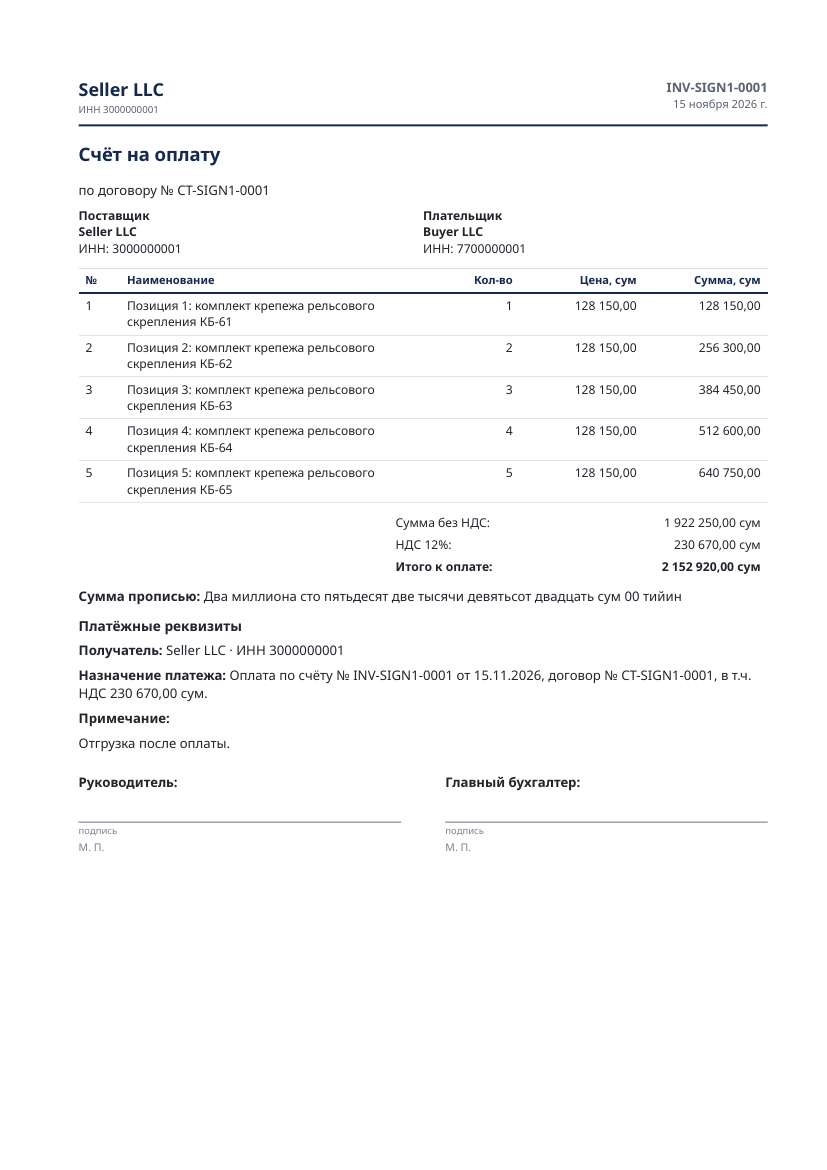 Seller LLC
INV-SIGN1-0001
ИНН 3000000001
15 ноября 2026 г.
Счёт на оплату
по договору № CT-SIGN1-0001
Поставщик
Seller LLC
ИНН: 3000000001
Плательщик
Buyer LLC
ИНН: 7700000001
№ Наименование Кол-во Цена, сум Сумма, сум
1 Позиция 1: комплект крепежа рельсового 1 128 150,00 128 150,00
скрепления КБ-61
2 Позиция 2: комплект крепежа рельсового 2 128 150,00 256 300,00
скрепления КБ-62
3 Позиция 3: комплект крепежа рельсового 3 128 150,00 384 450,00
скрепления КБ-63
4 Позиция 4: комплект крепежа рельсового 4 128 150,00 512 600,00
скрепления КБ-64
5 Позиция 5: комплект крепежа рельсового 5 128 150,00 640 750,00
скрепления КБ-65
Сумма без НДС: 1 922 250,00 сум
НДС 12%: 230 670,00 сум
Итого к оплате: 2 152 920,00 сум
Сумма прописью: Два миллиона сто пятьдесят две тысячи девятьсот двадцать сум 00 тийин
Платёжные реквизиты
Получатель: Seller LLC · ИНН 3000000001
Назначение платежа: Оплата по счёту № INV-SIGN1-0001 от 15.11.2026, договор № CT-SIGN1-0001, в т.ч.
НДС 230 670,00 сум.
Примечание:
Отгрузка после оплаты.
Руководитель:
подпись
М. П.
Главный бухгалтер:
подпись
М. П.